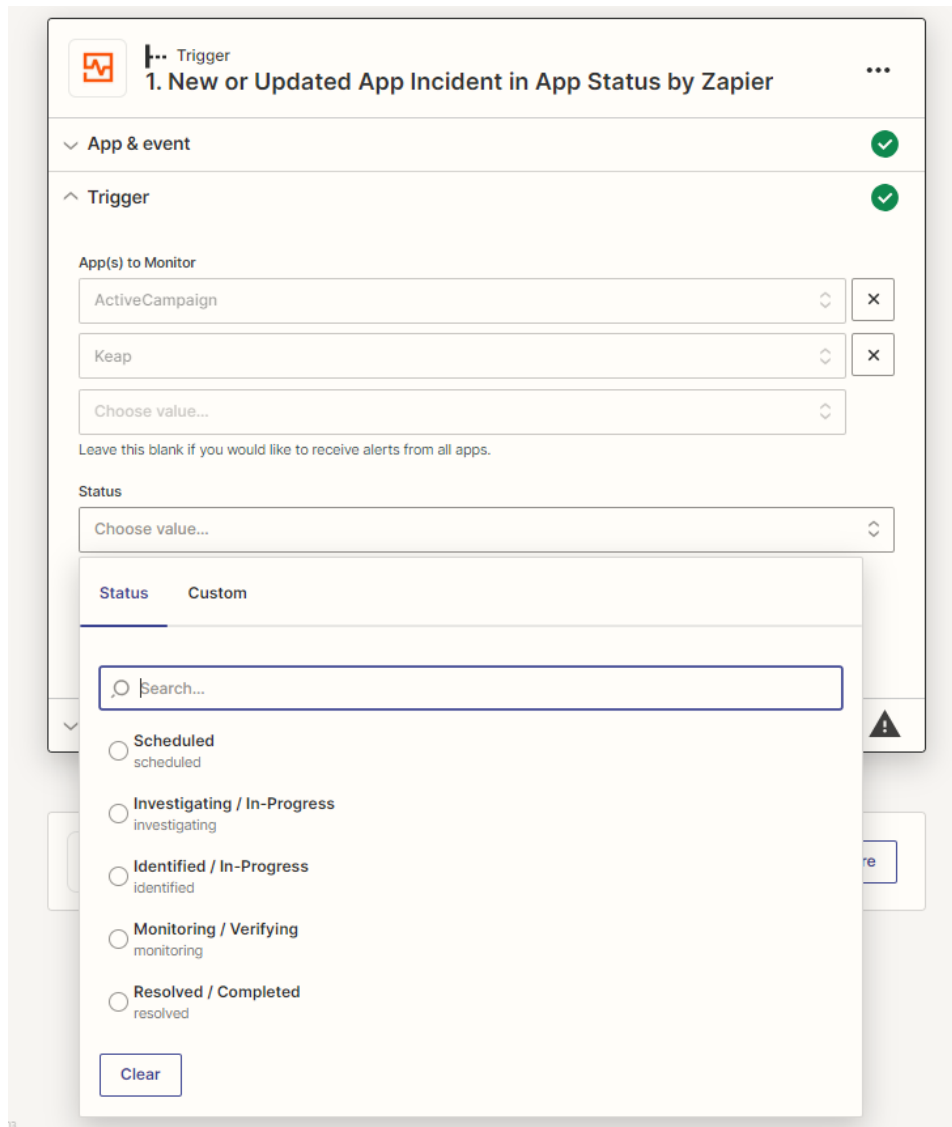 Trigger
1. New or Updated App Incident in App Status by Zapier
App & event
Trigger
App(s) to Monitor
ActiveCampaign
Keap
Choose value...
Leave this blank if you would like to receive alerts from all apps.
Status
Choose value...
Status Custom
Search...
Scheduled
scheduled
Investigating / In-Progress
investigating
Identified / In-Progress
identified
re
Monitoring / Verifying
monitoring
Resolved / Completed
resolved
Clear